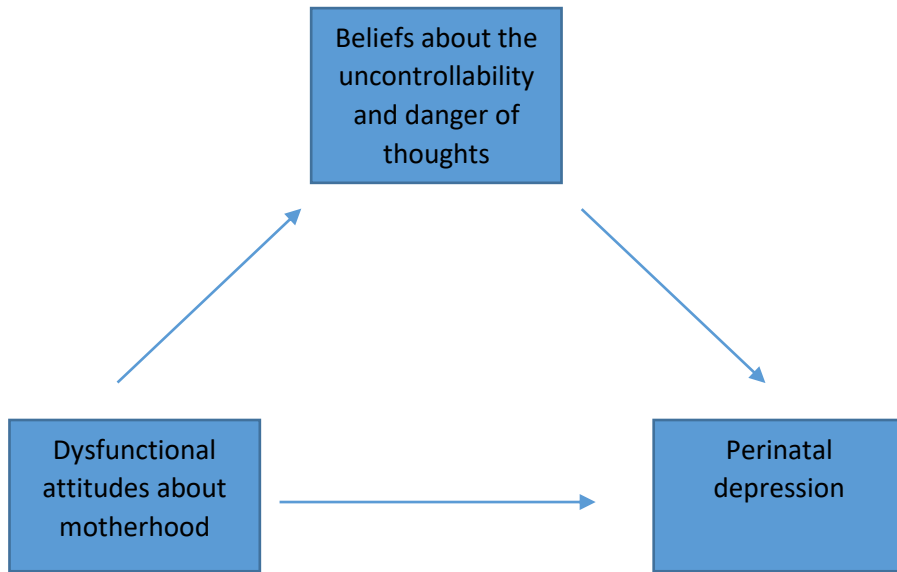 Beliefs about the
uncontrollability
and danger of
thoughts
Dysfunctional
attitudes about
motherhood
Perinatal
depression